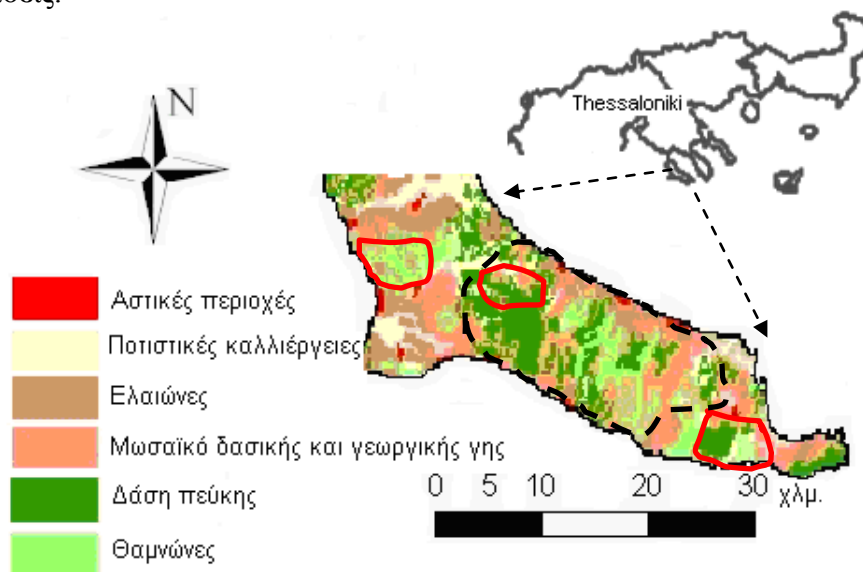 N
Thessaloniki
Αστικές περιοχές
Ποτιστικές καλλιέργειες
Ελαιώνες
Μωσαϊκό δασικής και γεωργικής γης
Δάση πεύκης
Θαμνώνες
0 5 10 20 30 χλμ.